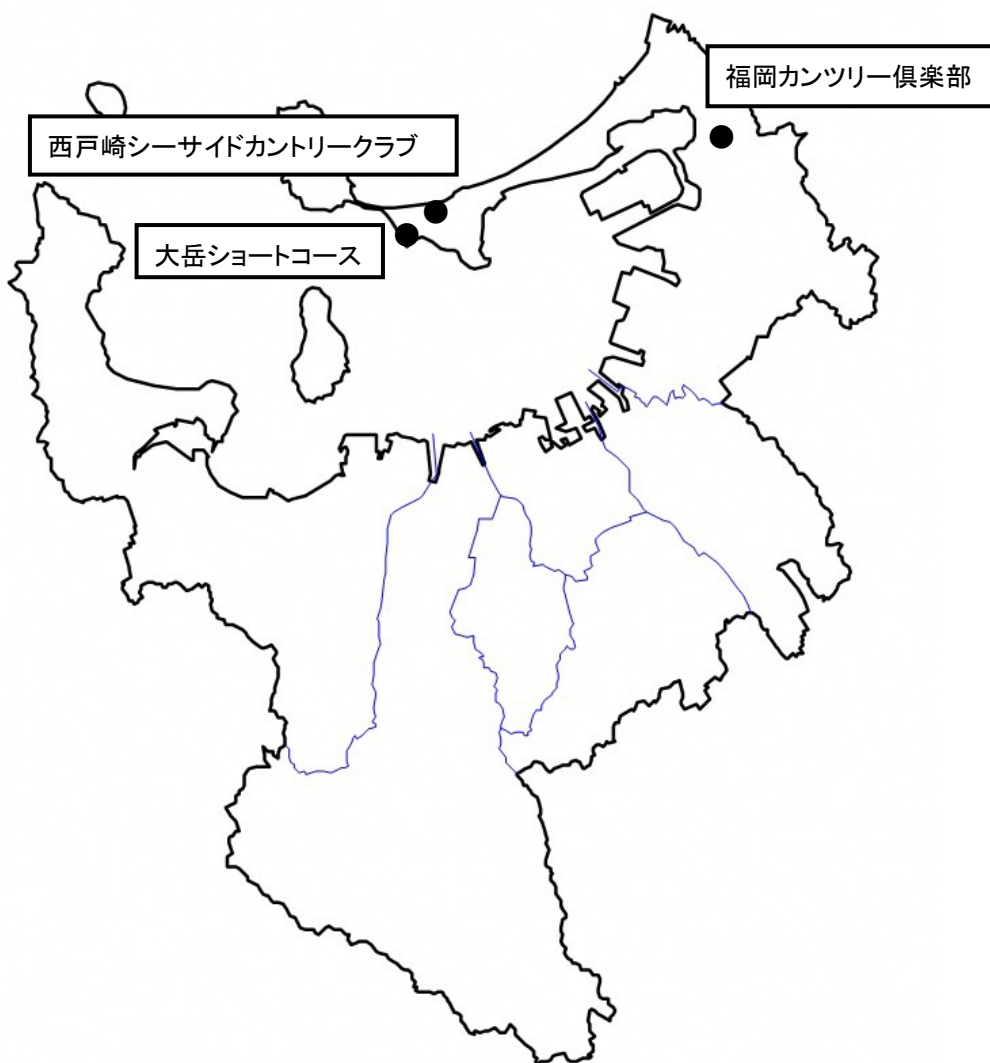 福岡カンツリー倶楽部
西戸崎シーサイドカントリークラブ
大岳ショートコース